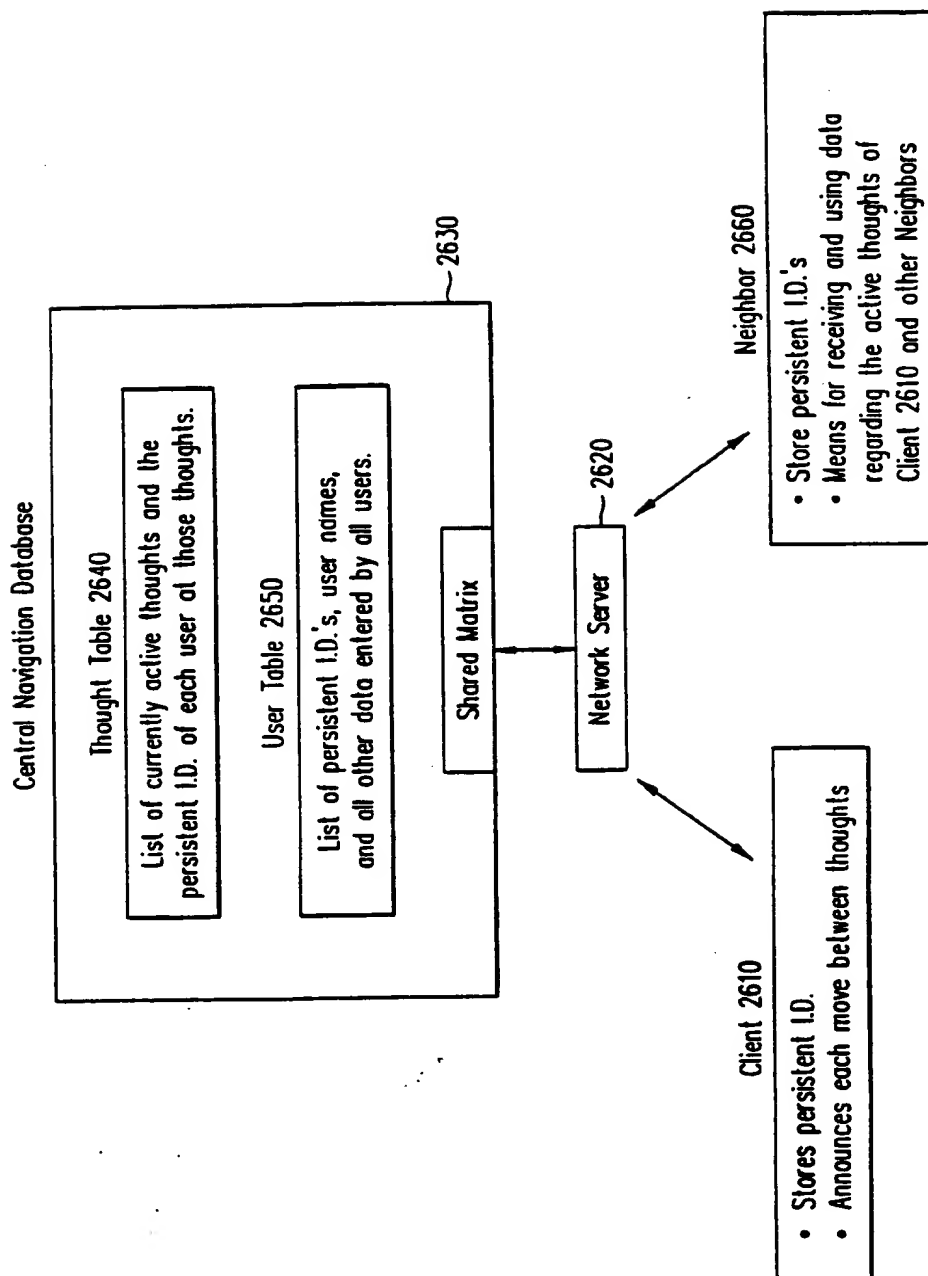 Central Navigation Database
Thought Table 2640
List of currently active thoughts and the
persistent I.D. of each user at those thoughts.
User Table 2650
List of persistent I.D.'s, user names,
and all other data entered by all users.
2630
Shared Matrix
Network Server
2620
Client 2610
• Stores persistent I.D.
• Announces each move between thoughts
Neighbor 2660
• Store persistent I.D.'s
• Means for receiving and using data
regarding the active thoughts of
Client 2610 and other Neighbors